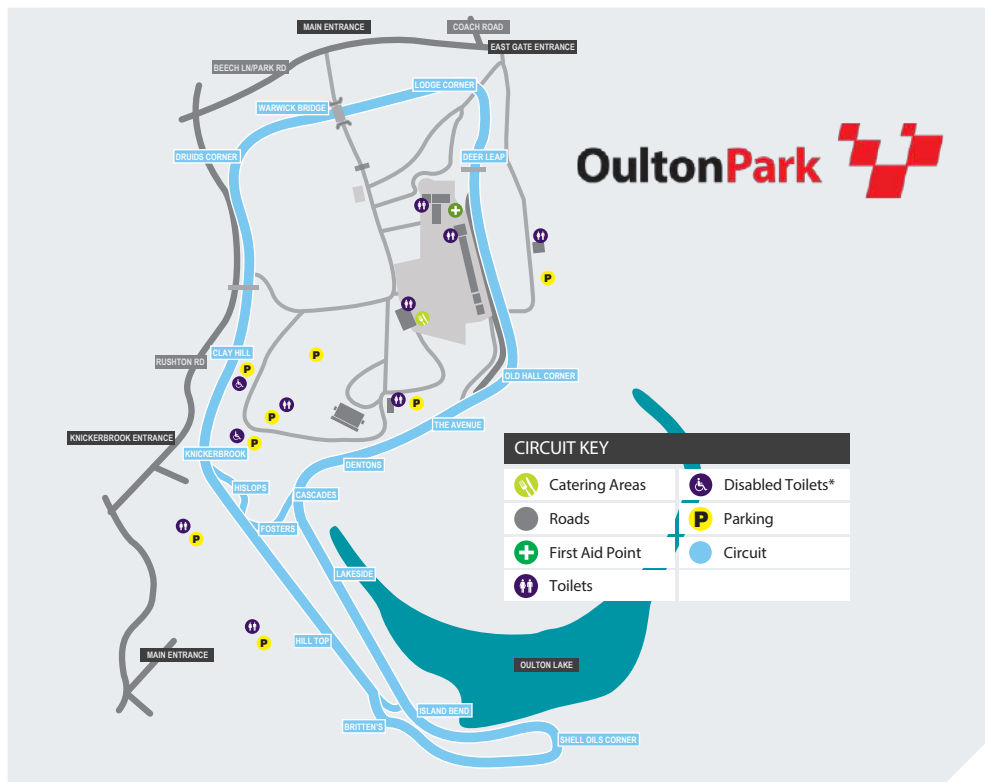 MAIN ENTRANCE
COACH ROAD
EAST GATE ENTRANCE
BEECH LN/PARK RD
LODGE CORNER
WARWICK BRIDGE
DRUIDS CORNER
DEER LEAP
OultonPark
CLAY HILL
RUSHTON RD
OLD HALL CORNER
THE AVENUE
KNICKERBROOK ENTRANCE
KNICKERBROOK
DENTONS
HISLOPS
CASCADES
FOSTERS
LAKESIDE
HILL TOP
MAIN ENTRANCE
OULTON LAKE
ISLAND BEND
BRITTEN'S
SHELL OILS CORNER
P
P
P
P
P
P
P
P
CIRCUIT KEY
Catering Areas
Disabled Toilets*
Roads
P Parking
First Aid Point
Circuit
Toilets